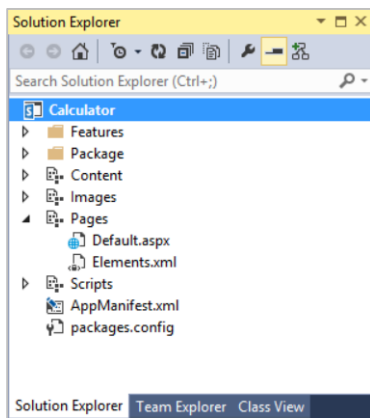 Solution Explorer
Search Solution Explorer (Ctrl+;)
Calculator
Features
Package
Content
Images
Pages
Default.aspx
Elements.xml
Scripts
AppManifest.xml
packages.config
Solution Explorer Team Explorer Class View